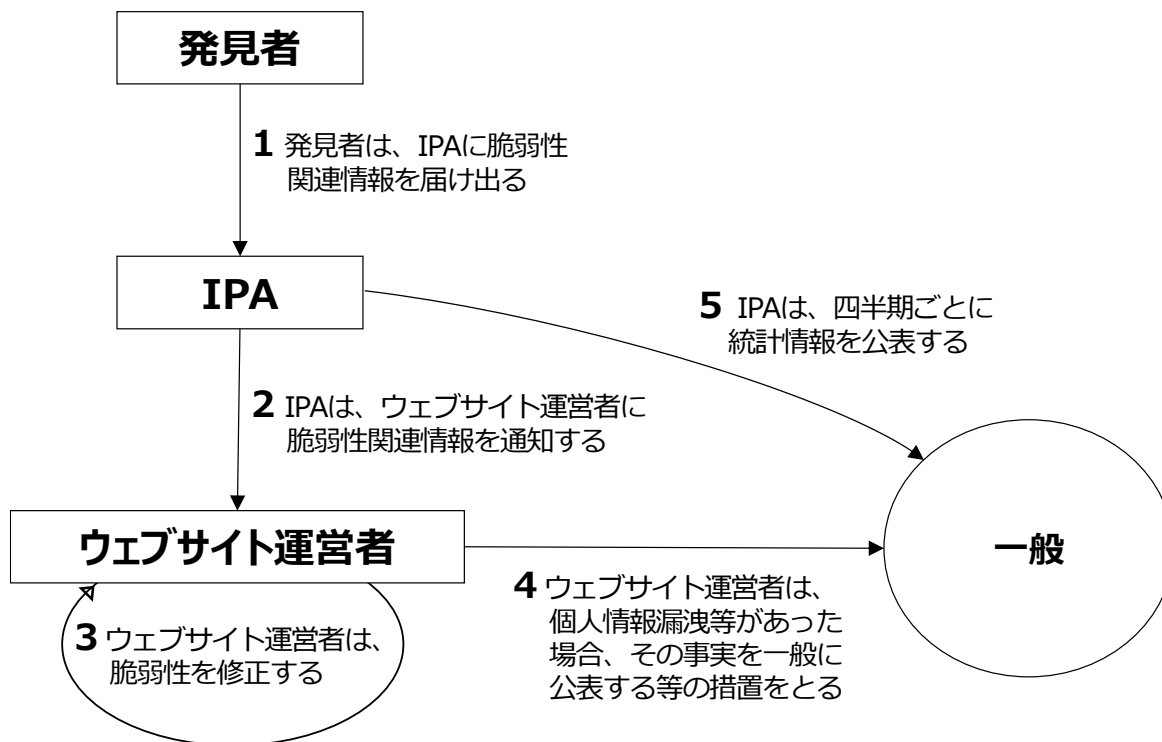 発見者
1 発見者は、IPAに脆弱性
関連情報を届け出る
IPA
5 IPAは、四半期ごとに
統計情報を公表する
2 IPAは、ウェブサイト運営者に
脆弱性関連情報を通知する
ウェブサイト運営者
一般
3 ウェブサイト運営者は、
脆弱性を修正する
4 ウェブサイト運営者は、
個人情報漏洩等があった
場合、その事実を一般に
公表する等の措置をとる